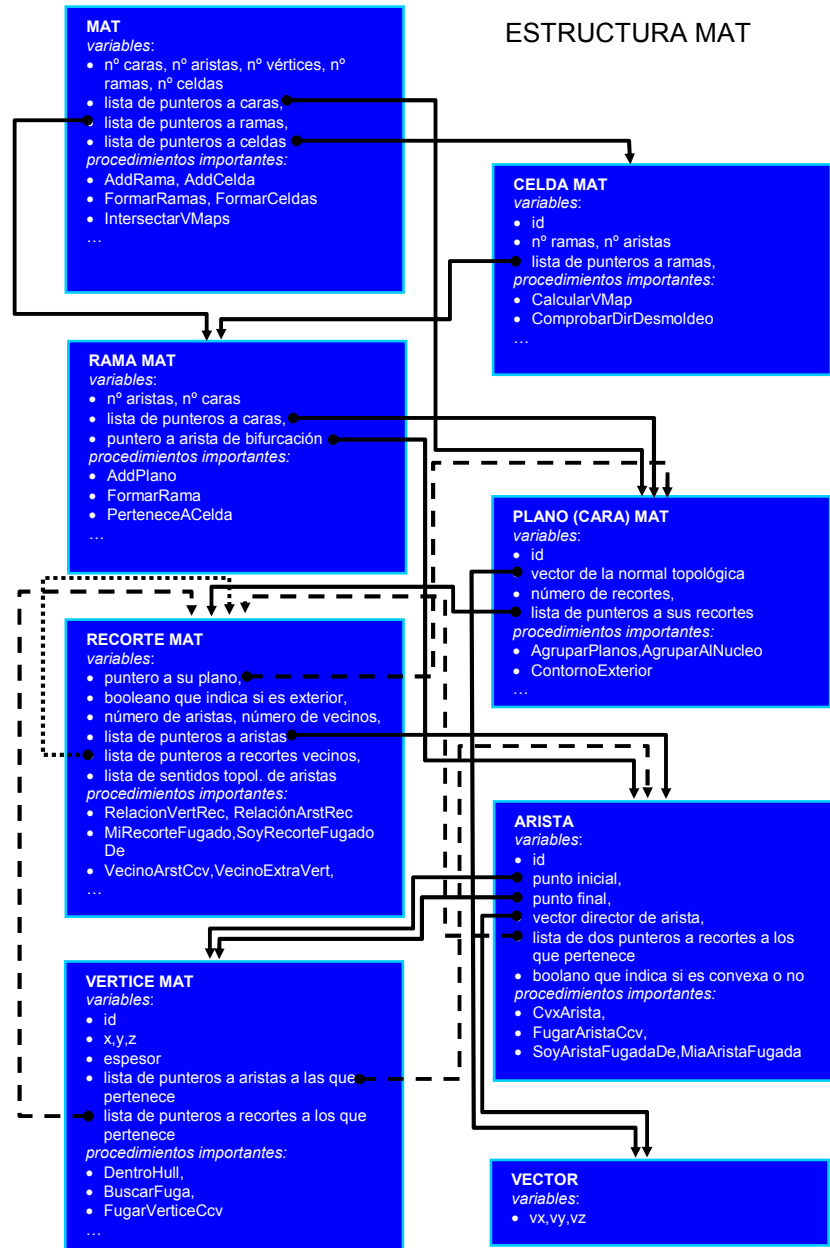 ESTRUCTURA MAT
MAT
variables:
• nº caras, nº aristas, nº vértices, nº
ramas, nº celdas
• lista de punteros a caras,
• lista de punteros a ramas,
• lista de punteros a celdas
procedimientos importantes:
• AddRama, AddCelda
• FormarRamas, FormarCeldas
• IntersectarVMaps
…
CELDA MAT
variables:
• id
• nº ramas, nº aristas
• lista de punteros a ramas,
procedimientos importantes:
• CalcularVMap
• ComprobarDirDesmoldeo
…
RAMA MAT
variables:
• nº aristas, nº caras
• lista de punteros a caras,
• puntero a arista de bifurcación
procedimientos importantes:
• AddPlano
• FormarRama
• PerteneceACelda
…
PLANO (CARA) MAT
variables:
• id
• vector de la normal topológica
• número de recortes,
• lista de punteros a sus recortes
procedimientos importantes:
• AgruparPlanos,AgruparAlNucleo
• ContornoExterior
…
RECORTE MAT
variables:
• puntero a su plano,
• booleano que indica si es exterior,
• número de aristas, número de vecinos,
• lista de punteros a aristas
• lista de punteros a recortes vecinos,
• lista de sentidos topol. de aristas
procedimientos importantes:
• RelacionVertRec, RelaciónArstRec
• MiRecorteFugado,SoyRecorteFugado
De
• VecinoArstCcv,VecinoExtraVert,
…
ARISTA
variables:
• id
• punto inicial,
• punto final,
• vector director de arista,
• lista de dos punteros a recortes a los
que pertenece
• boolano que indica si es convexa o no
procedimientos importantes:
• CvxArista,
• FugarAristaCcv,
• SoyAristaFugadaDe,MiaAristaFugada
VERTICE MAT
variables:
• id
• x,y,z
• espesor
• lista de punteros a aristas a las que
pertenece
• lista de punteros a recortes a los que
pertenece
procedimientos importantes:
• DentroHull,
• BuscarFuga,
• FugarVerticeCcv
…
VECTOR
variables:
• vx,vy,vz